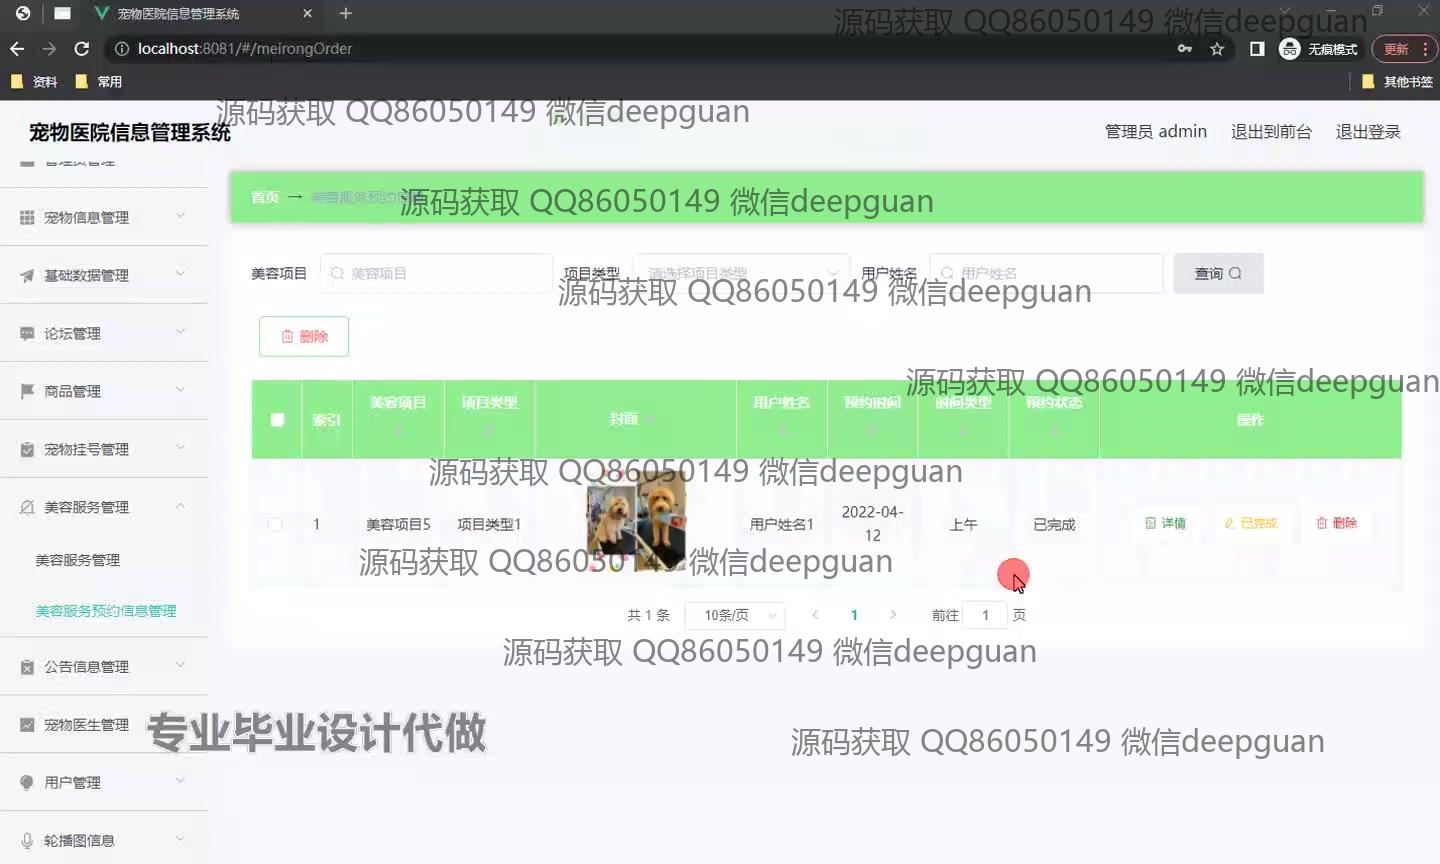 宠物医院信息管理系统
源码获取 QQ86050149 微信deepguan
localhost:8081/#/meirongOrder
无痕模式
更新
资料
常用
其他书签
源码获取 QQ86050149 微信deepguan
宠物医院信息管理系统
管理员 admin
退出到前台
退出登录
管理员管理
首页 → 美容服务预约信息
源码获取 QQ86050149 微信deepguan
宠物信息管理
基础数据管理
论坛管理
商品管理
宠物挂号管理
美容服务管理
美容服务管理
美容服务预约信息管理
公告信息管理
宠物医生管理
用户管理
轮播图信息
美容项目
美容项目
项目类型
请选择项目类型
用户姓名
用户姓名
查询
源码获取 QQ86050149 微信deepguan
删除
源码获取 QQ86050149 微信deepguan
索引
美容项目
项目类型
封面
用户姓名
预约时间
时间类型
预约状态
操作
源码获取 QQ86050149 微信deepguan
1
美容项目5
项目类型1
用户姓名1
2022-04-
12
上午
已完成
详情
已完成
删除
源码获取 QQ86050149 微信deepguan
共 1 条
10条/页
1
前往
1
页
源码获取 QQ86050149 微信deepguan
专业毕业设计代做
源码获取 QQ86050149 微信deepguan